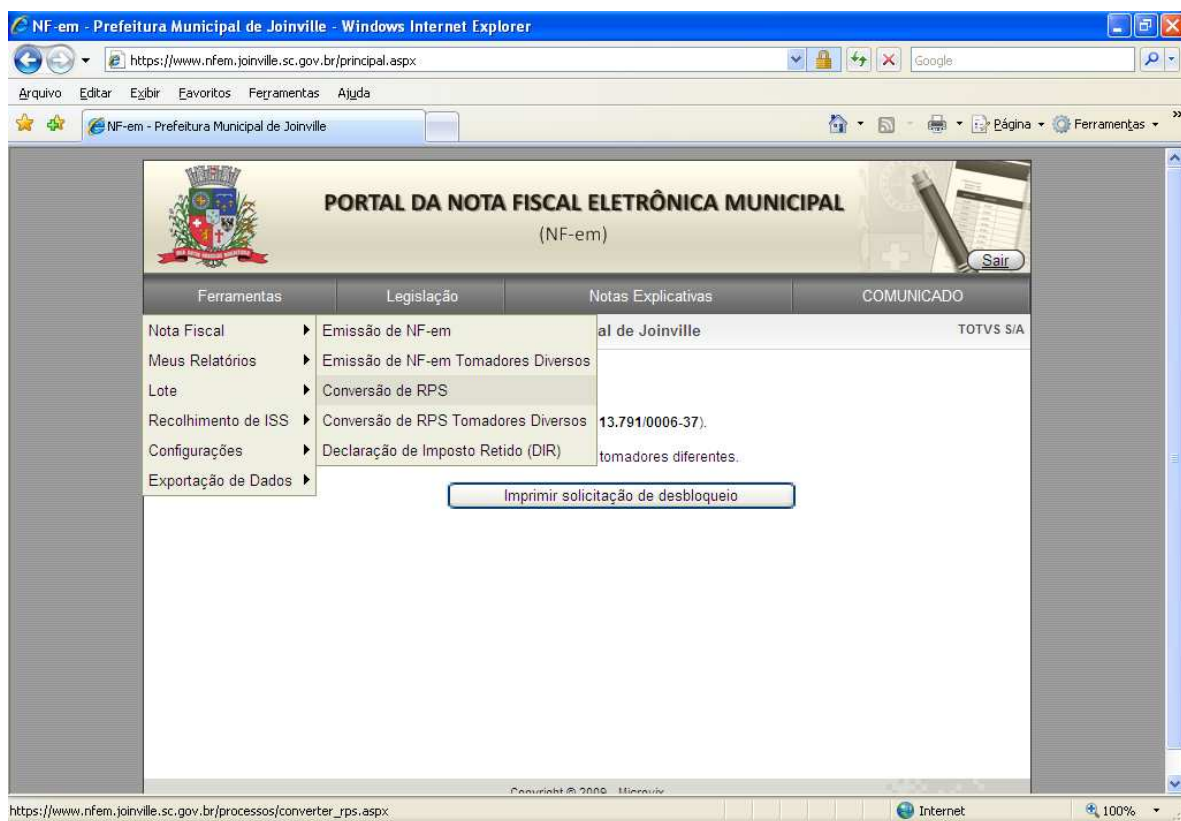 NF-em - Prefeitura Municipal de Joinville - Windows Internet Explorer
https://www.nfem.joinville.sc.gov.br/principal.aspx
Google
Arquivo Editar Exibir Favoritos Ferramentas Ajuda
NF-em - Prefeitura Municipal de Joinville
Página Ferramentas »
PORTAL DA NOTA FISCAL ELETRÔNICA MUNICIPAL
(NF-em)
Sair
Ferramentas Legislação Notas Explicativas COMUNICADO
Nota Fiscal Emissão de NF-em al de Joinville TOTVS S/A
Meus Relatórios Emissão de NF-em Tomadores Diversos
Lote Conversão de RPS
Recolhimento de ISS Conversão de RPS Tomadores Diversos 13.791/0006-37).
Configurações Declaração de Imposto Retido (DIR) tomadores diferentes.
Exportação de Dados
Imprimir solicitação de desbloqueio
Copyright © 2009 Microvix
https://www.nfem.joinville.sc.gov.br/processos/converter_rps.aspx Internet 100%